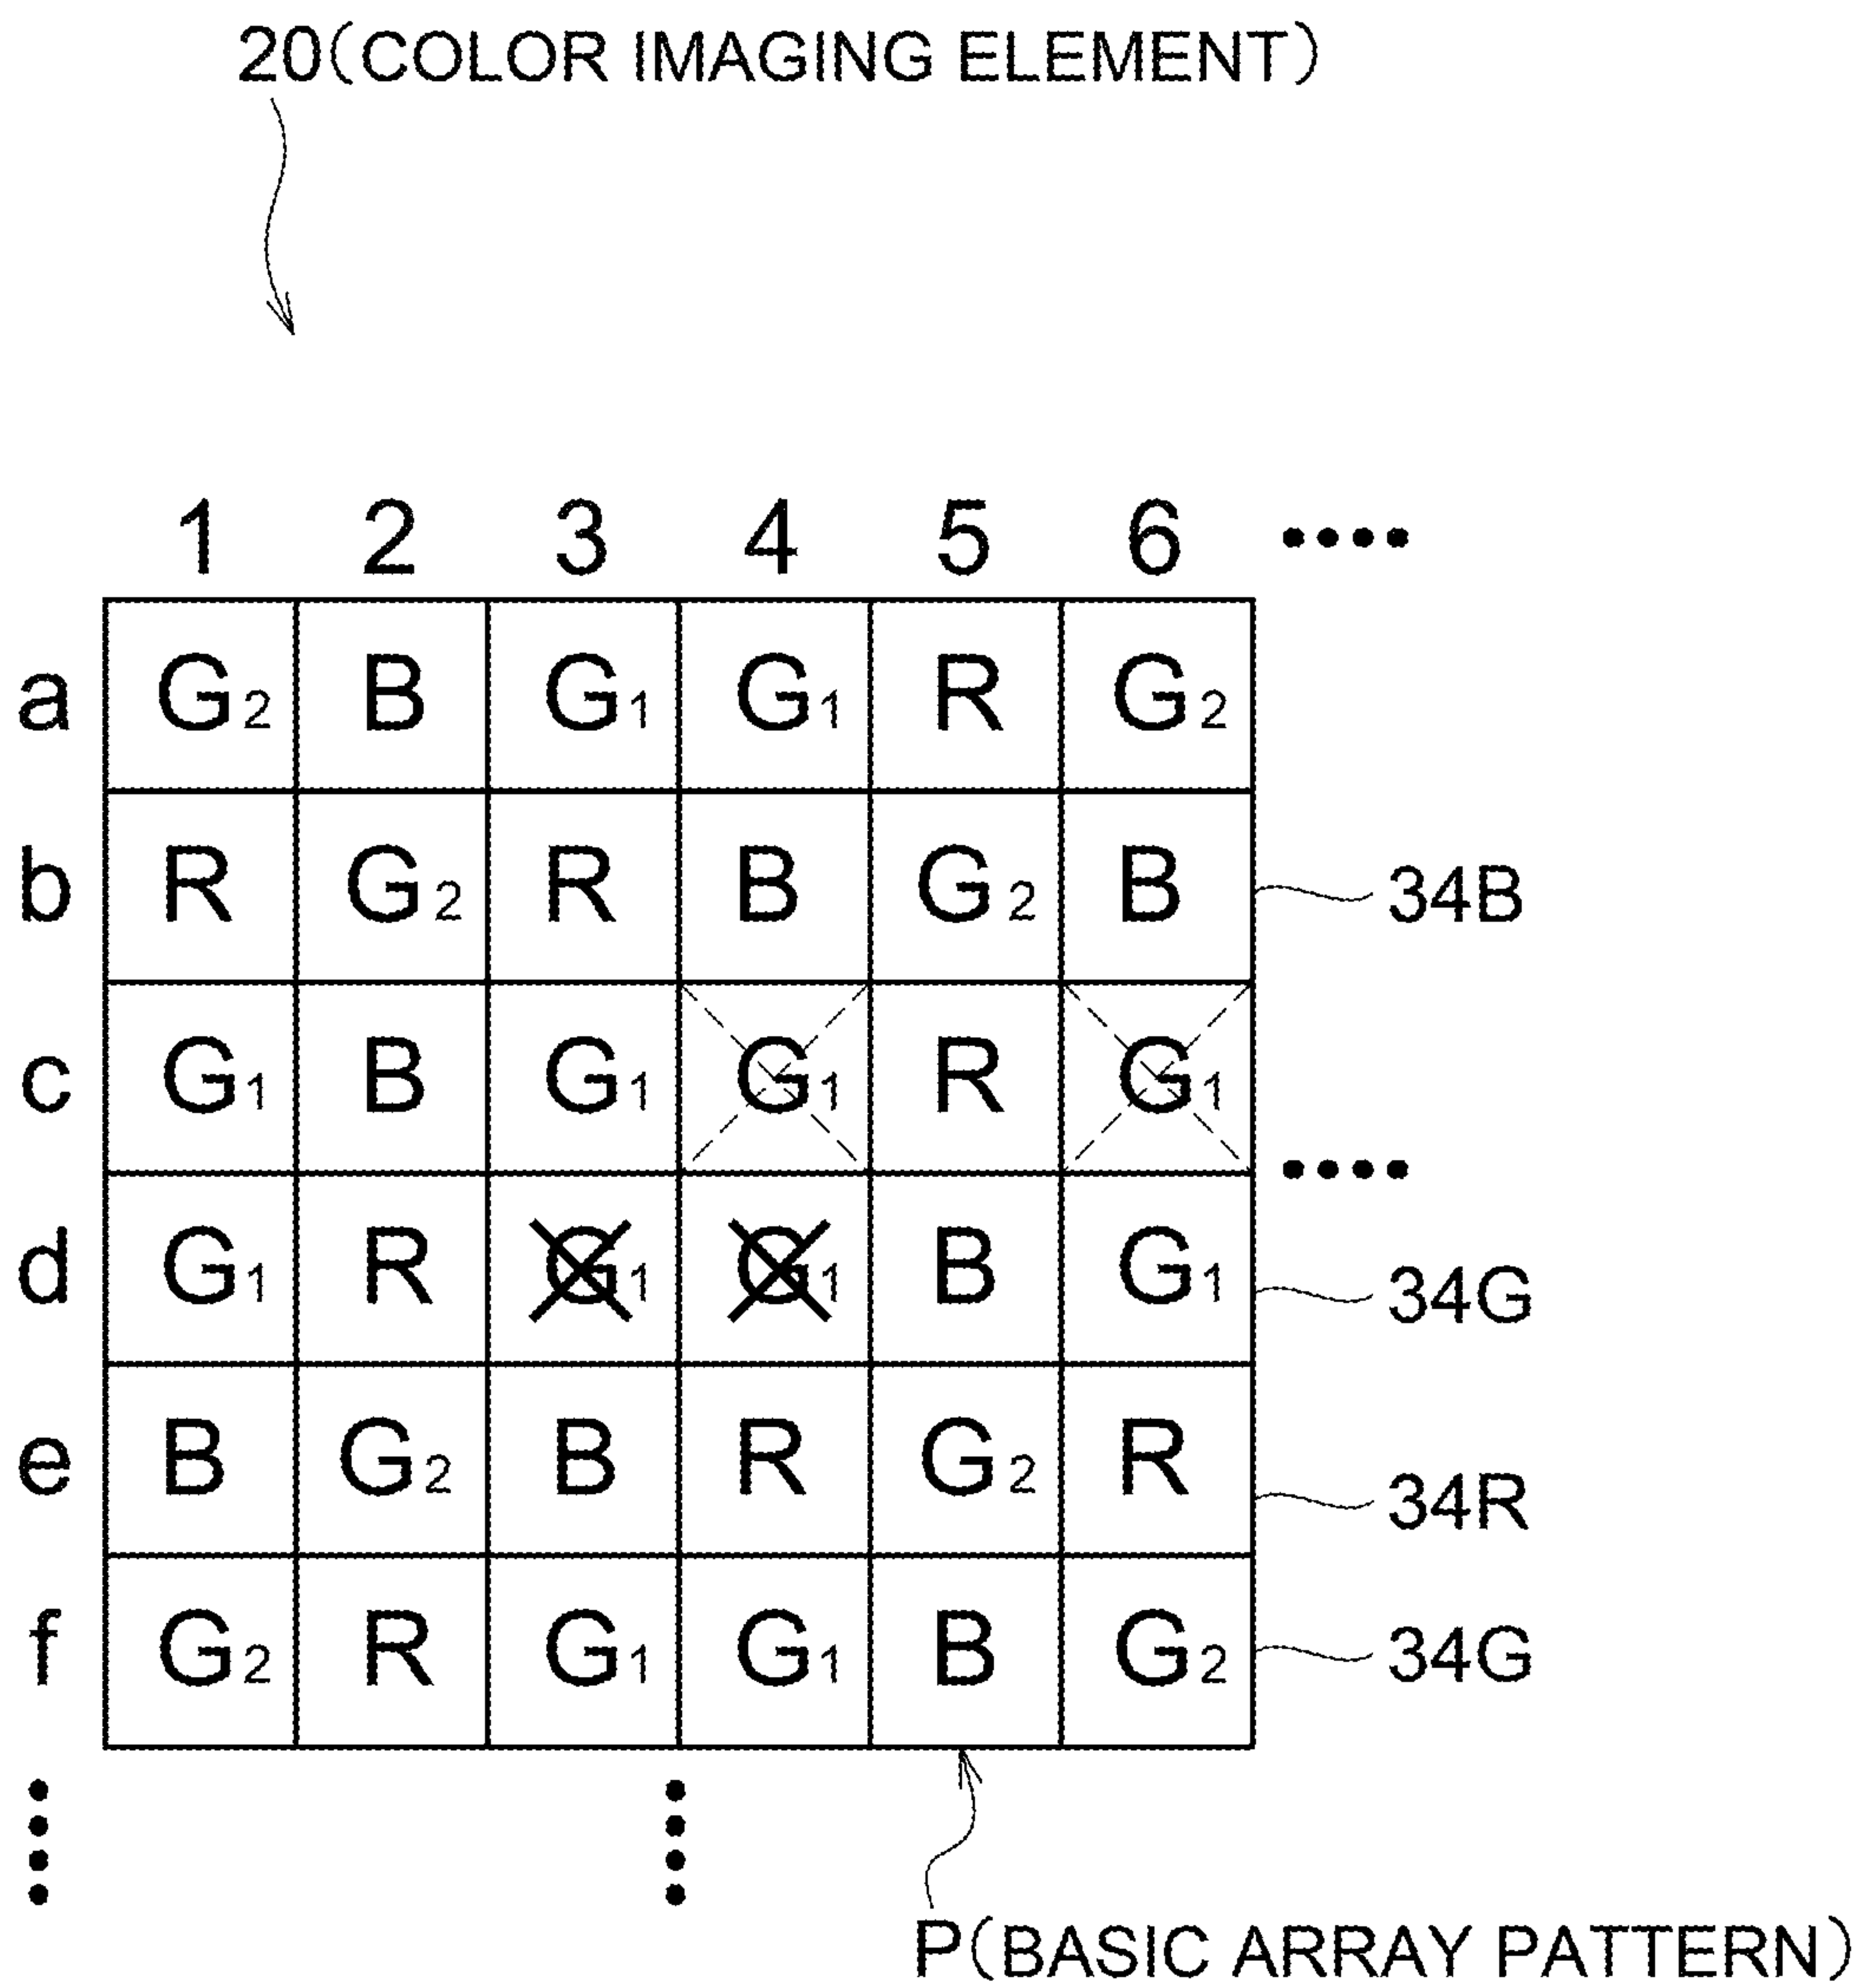 20(COLOR IMAGING ELEMENT)
1 2 3 4 5 6 ••••
a G2 B G1 G1 R G2
b R G2 R B G2 B 34B
c G1 B G1 G1 R G1
••••
d G1 R G1 G1 B G1 34G
e B G2 B R G2 R 34R
f G2 R G1 G1 B G2 34G
P(BASIC ARRAY PATTERN)